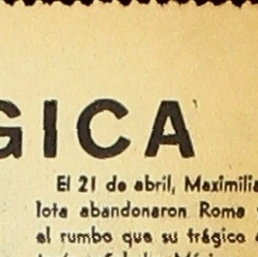 GICA
El 21 de abril, Maximilia
lota abandonaron Roma
el rumbo que su trágico